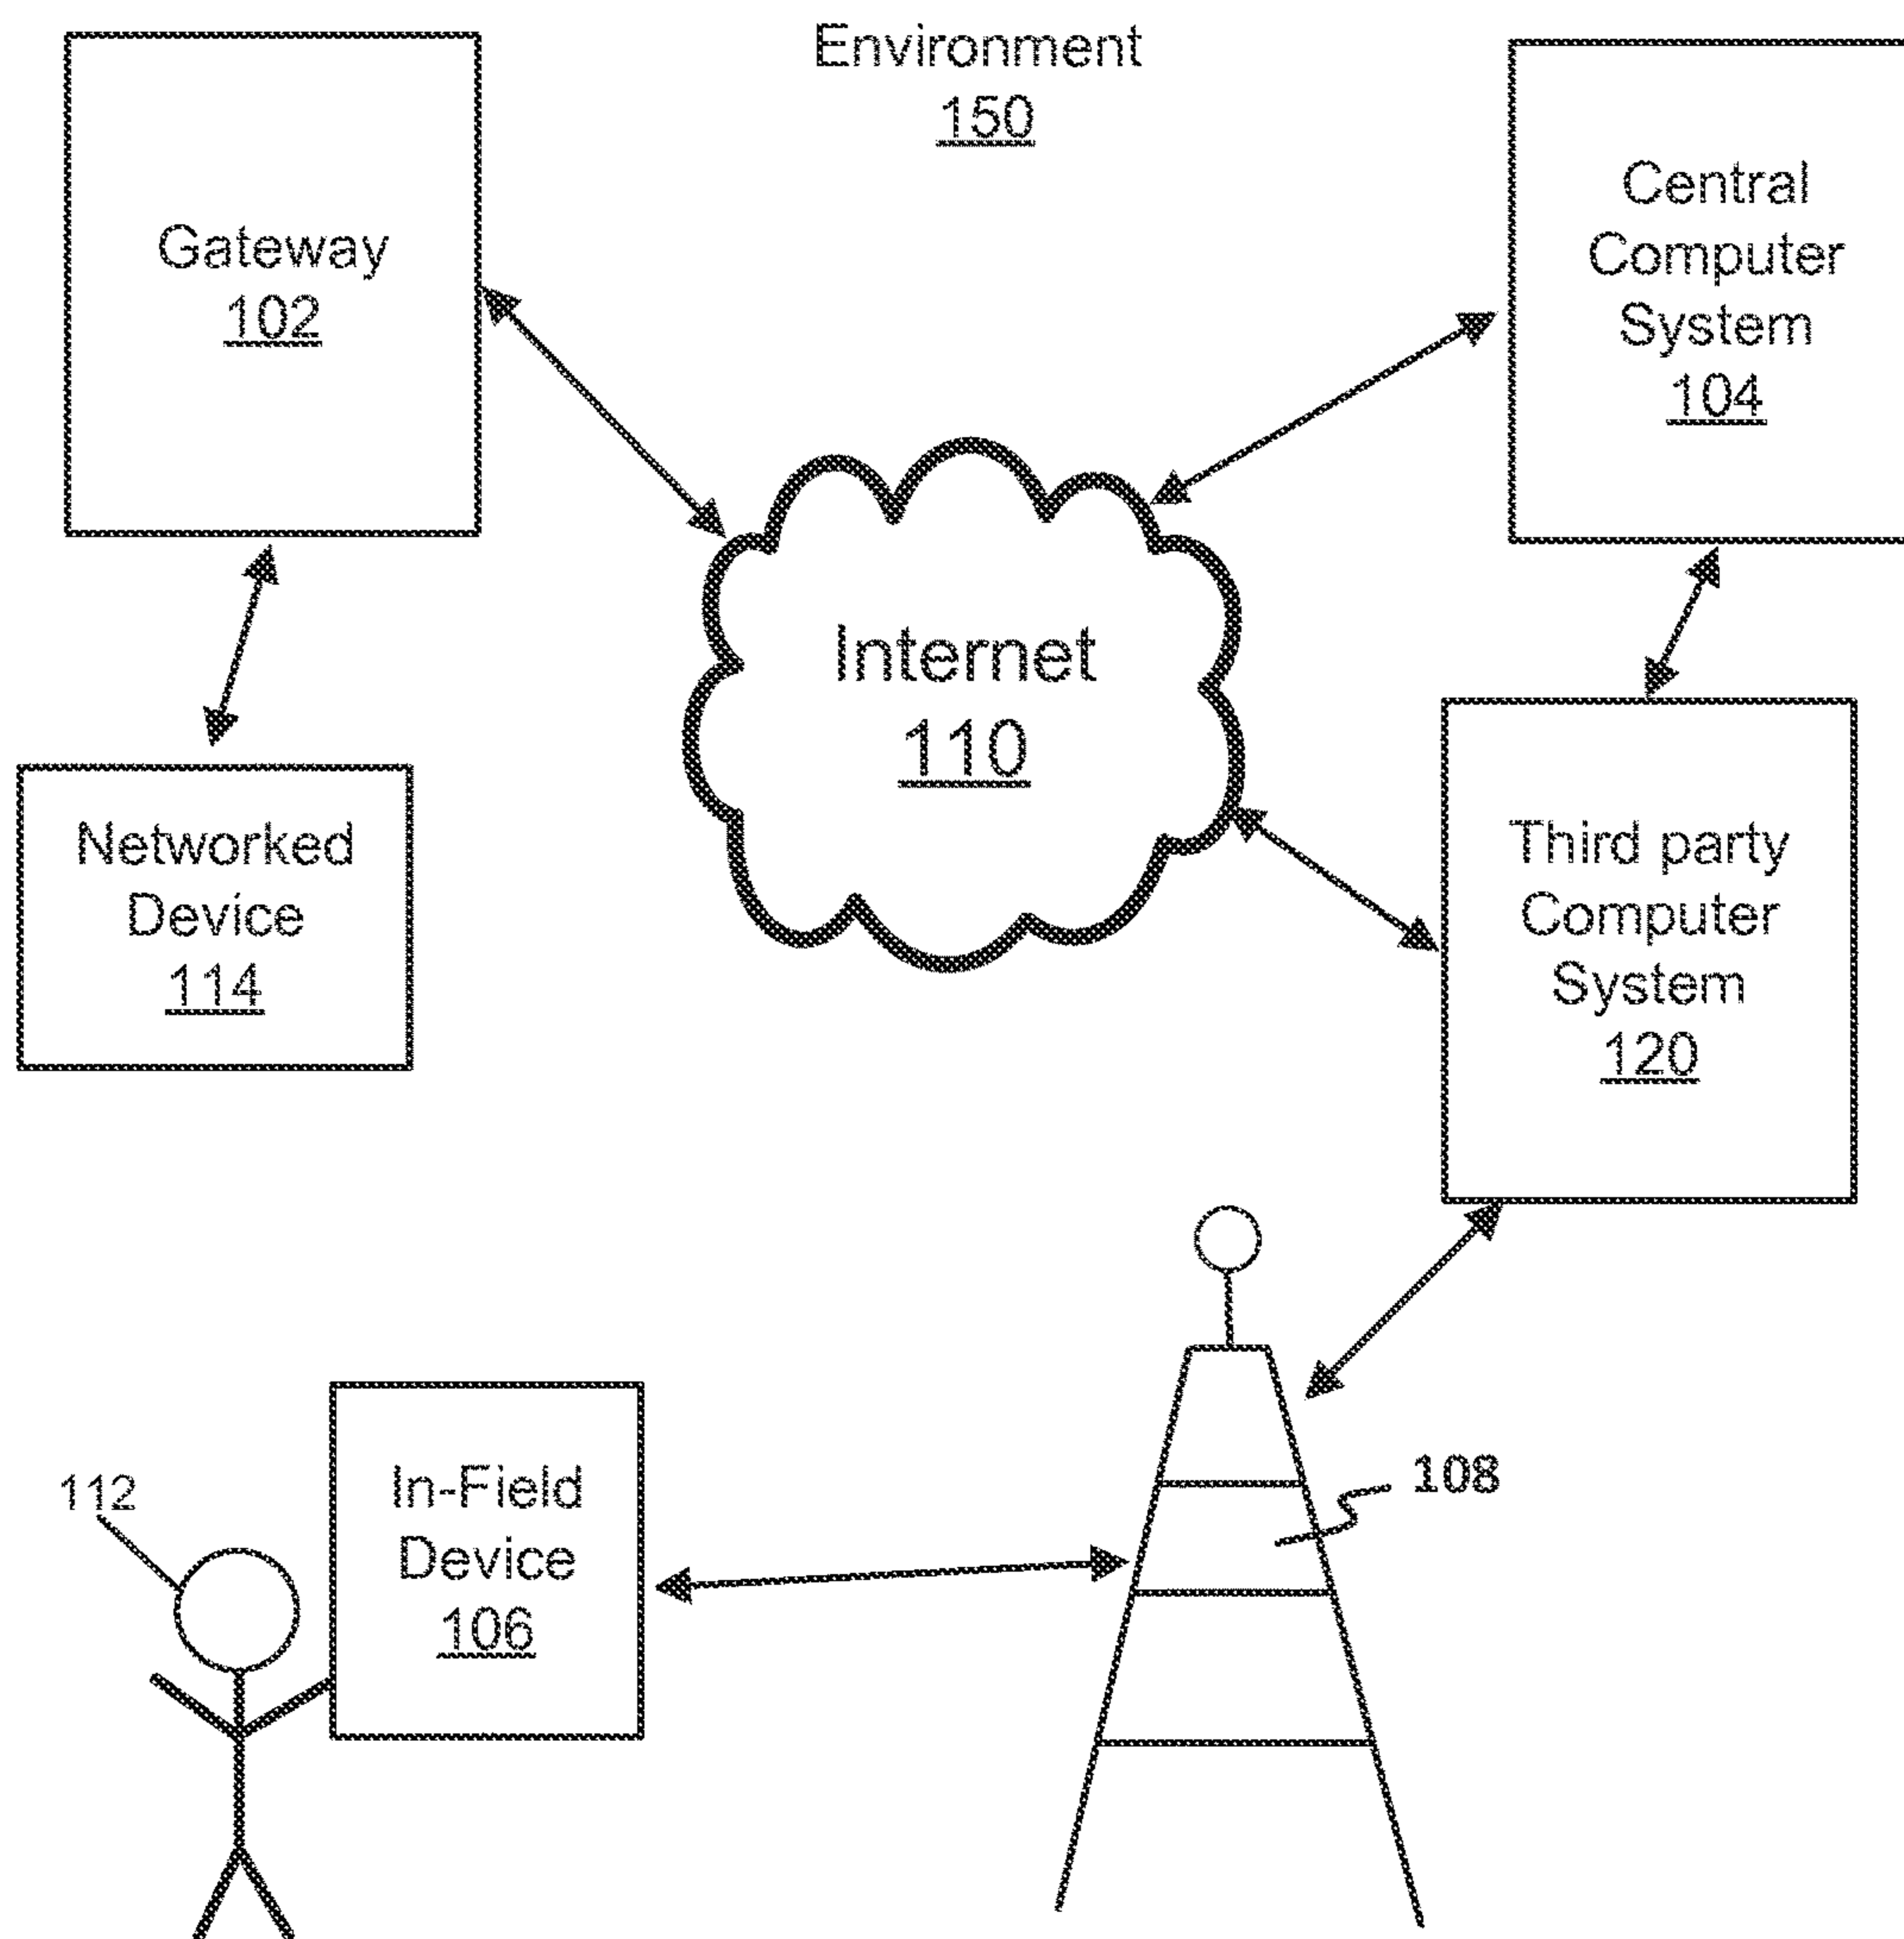 Environment
150
Gateway
102
Central
Computer
System
104
Internet
110
Networked
Device
114
Third party
Computer
System
120
108
112
In-Field
Device
106